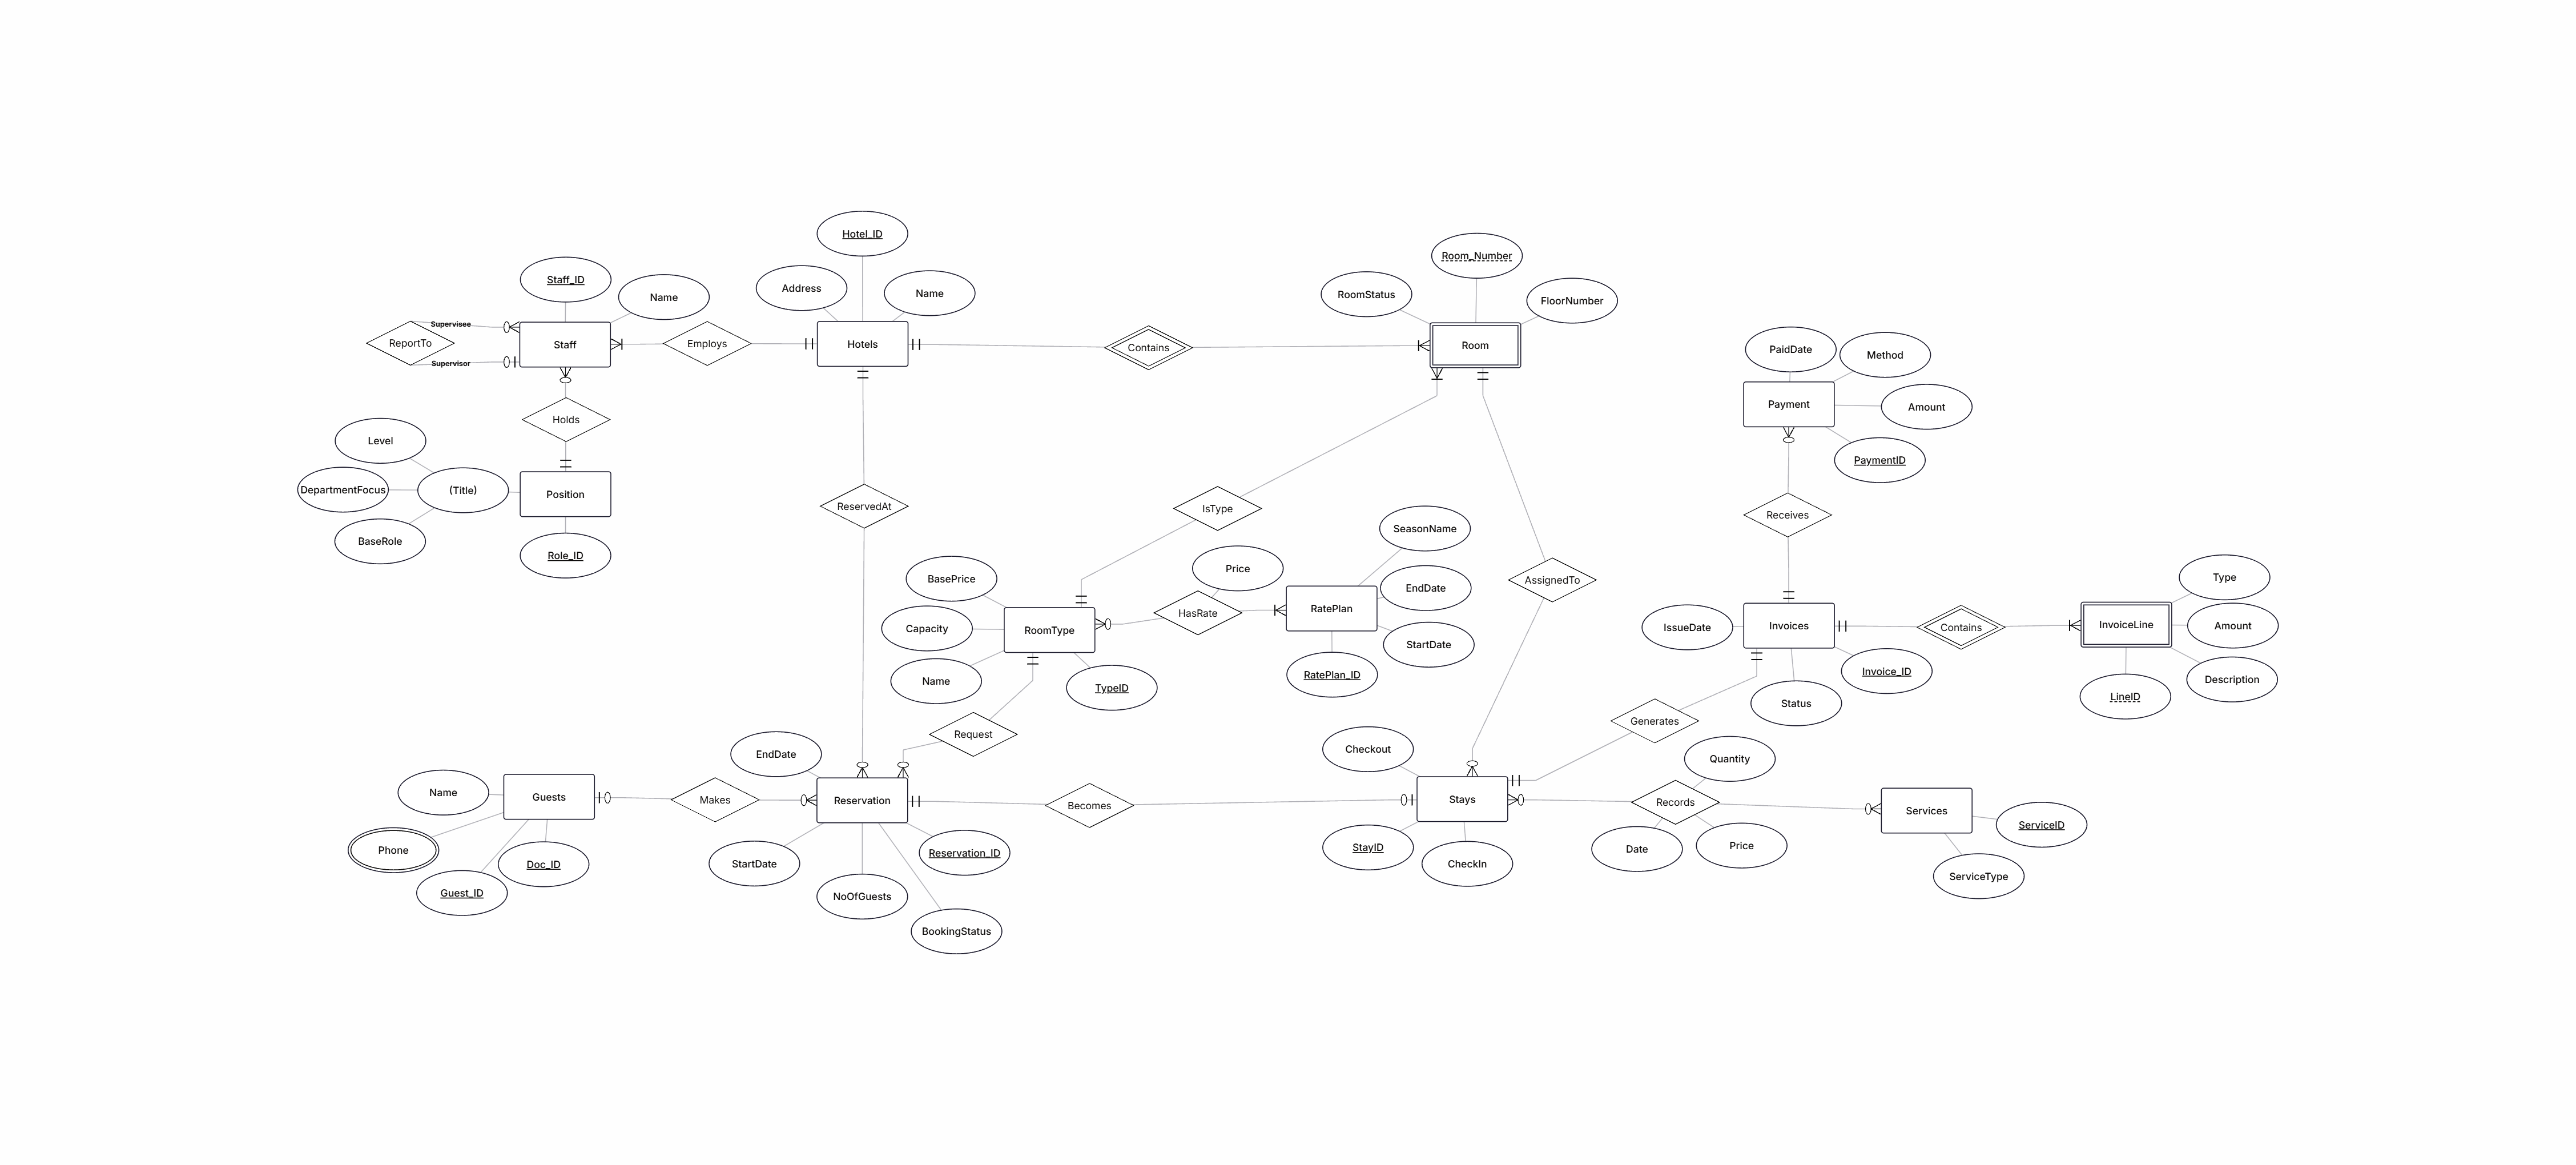 Hotel_ID
Room_Number
Staff_ID
Name
Address
Name
RoomStatus
FloorNumber
Supervisee
ReportTo
Supervisor
Staff
Employs
Hotels
Contains
Room
PaidDate
Method
Payment
Amount
PaymentID
Holds
Level
DepartmentFocus
(Title)
Position
BaseRole
Role_ID
ReservedAt
IsType
Receives
SeasonName
BasePrice
Price
AssignedTo
EndDate
Capacity
RoomType
HasRate
RatePlan
StartDate
Name
TypeID
RatePlan_ID
IssueDate
Invoices
Contains
InvoiceLine
Type
Amount
Description
LineID
Invoice_ID
Status
Generates
Request
EndDate
Checkout
Quantity
Name
Guests
Makes
Reservation
Becomes
Stays
Records
Services
ServiceID
Phone
Doc_ID
Guest_ID
StartDate
Reservation_ID
NoOfGuests
BookingStatus
StayID
CheckIn
Date
Price
ServiceType